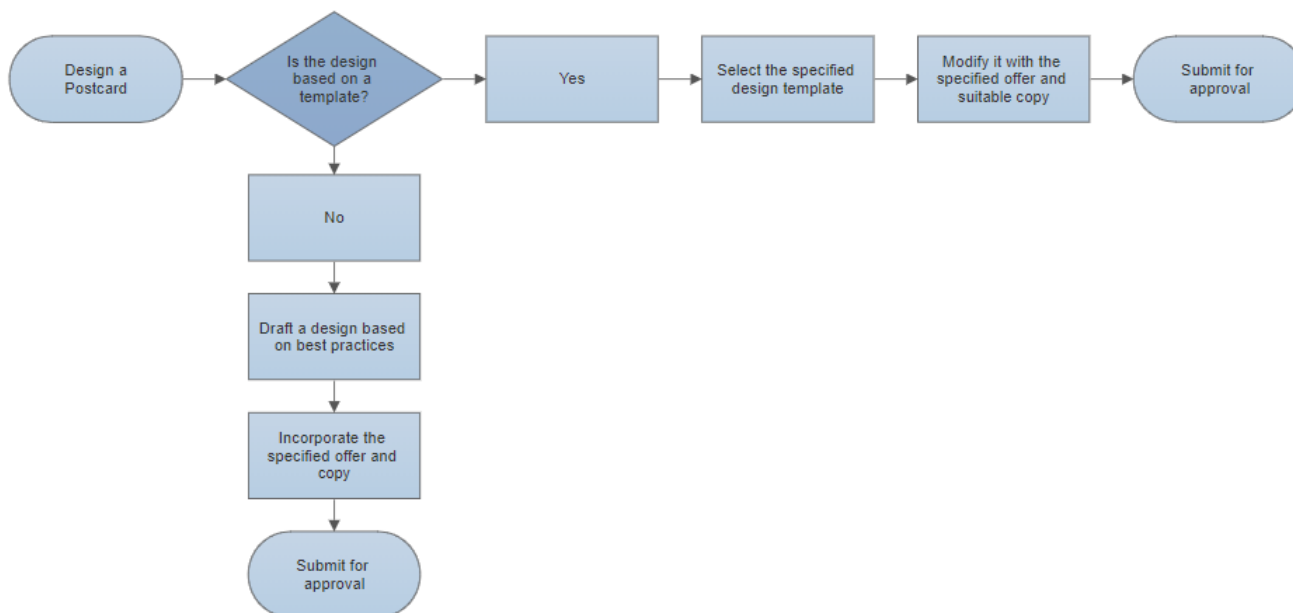 Design a
Postcard
Is the design
based on a
template?
Yes
Select the specified
design template
Modify it with the
specified offer and
suitable copy
Submit for
approval
No
Draft a design based
on best practices
Incorporate the
specified offer and
copy
Submit for
approval